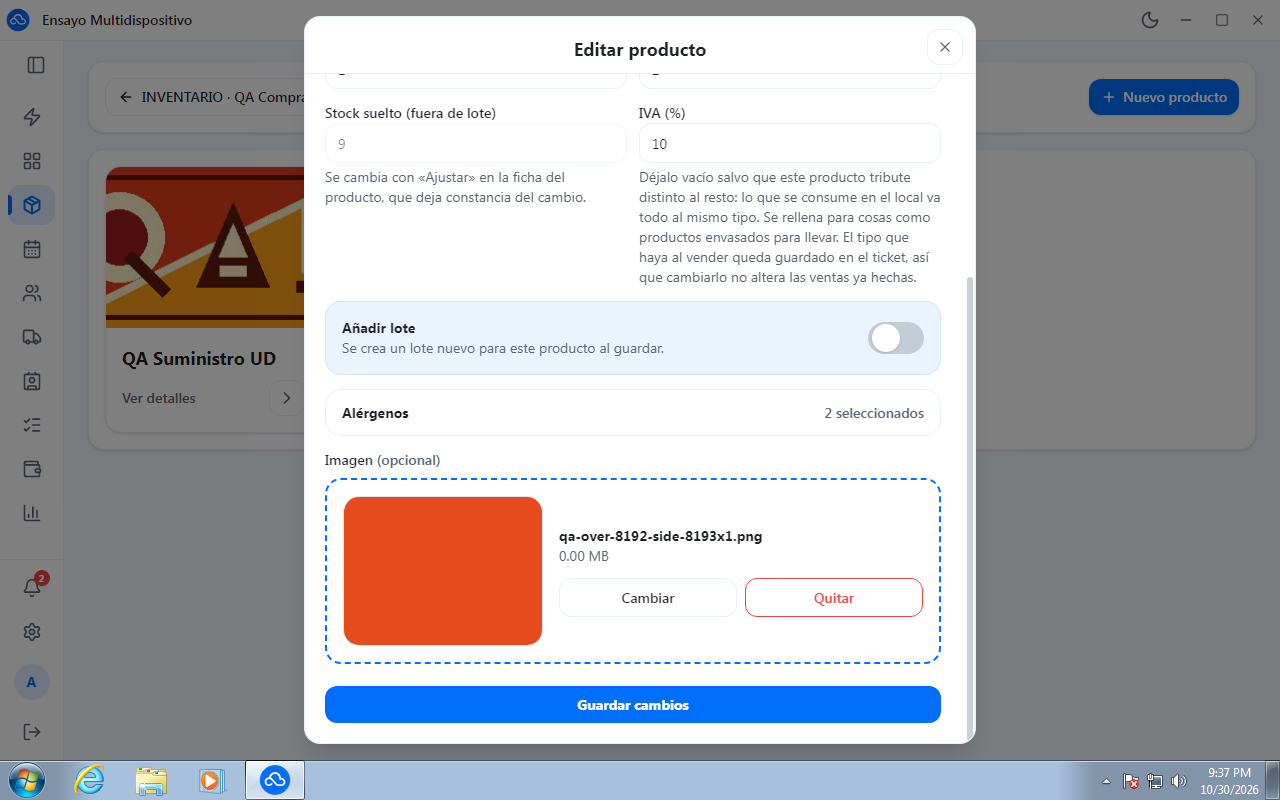 Ensayo Multidispositivo
Editar producto
INVENTARIO · QA Compra
Nuevo producto
Stock suelto (fuera de lote)
9
Se cambia con «Ajustar» en la ficha del
producto, que deja constancia del cambio.
IVA (%)
10
Déjalo vacío salvo que este producto tribute
distinto al resto: lo que se consume en el local va
todo al mismo tipo. Se rellena para cosas como
productos envasados para llevar. El tipo que
haya al vender queda guardado en el ticket, así
que cambiarlo no altera las ventas ya hechas.
QA Suministro UD
Ver detalles
Añadir lote
Se crea un lote nuevo para este producto al guardar.
Alérgenos
2 seleccionados
Imagen (opcional)
qa-over-8192-side-8193x1.png
0.00 MB
Cambiar
Quitar
Guardar cambios
2
A
9:37 PM
10/30/2026